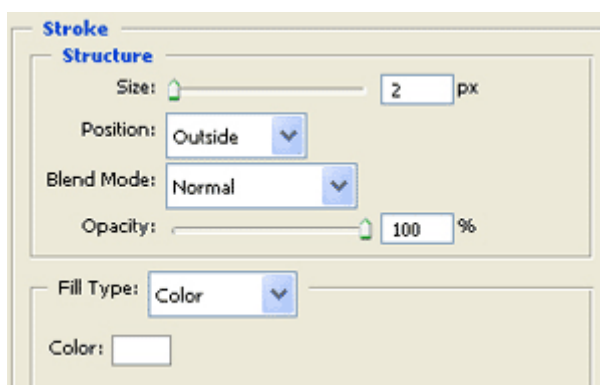 Stroke
Structure
Size: 2 px
Position: Outside
Blend Mode: Normal
Opacity: 100 %
Fill Type: Color
Color: